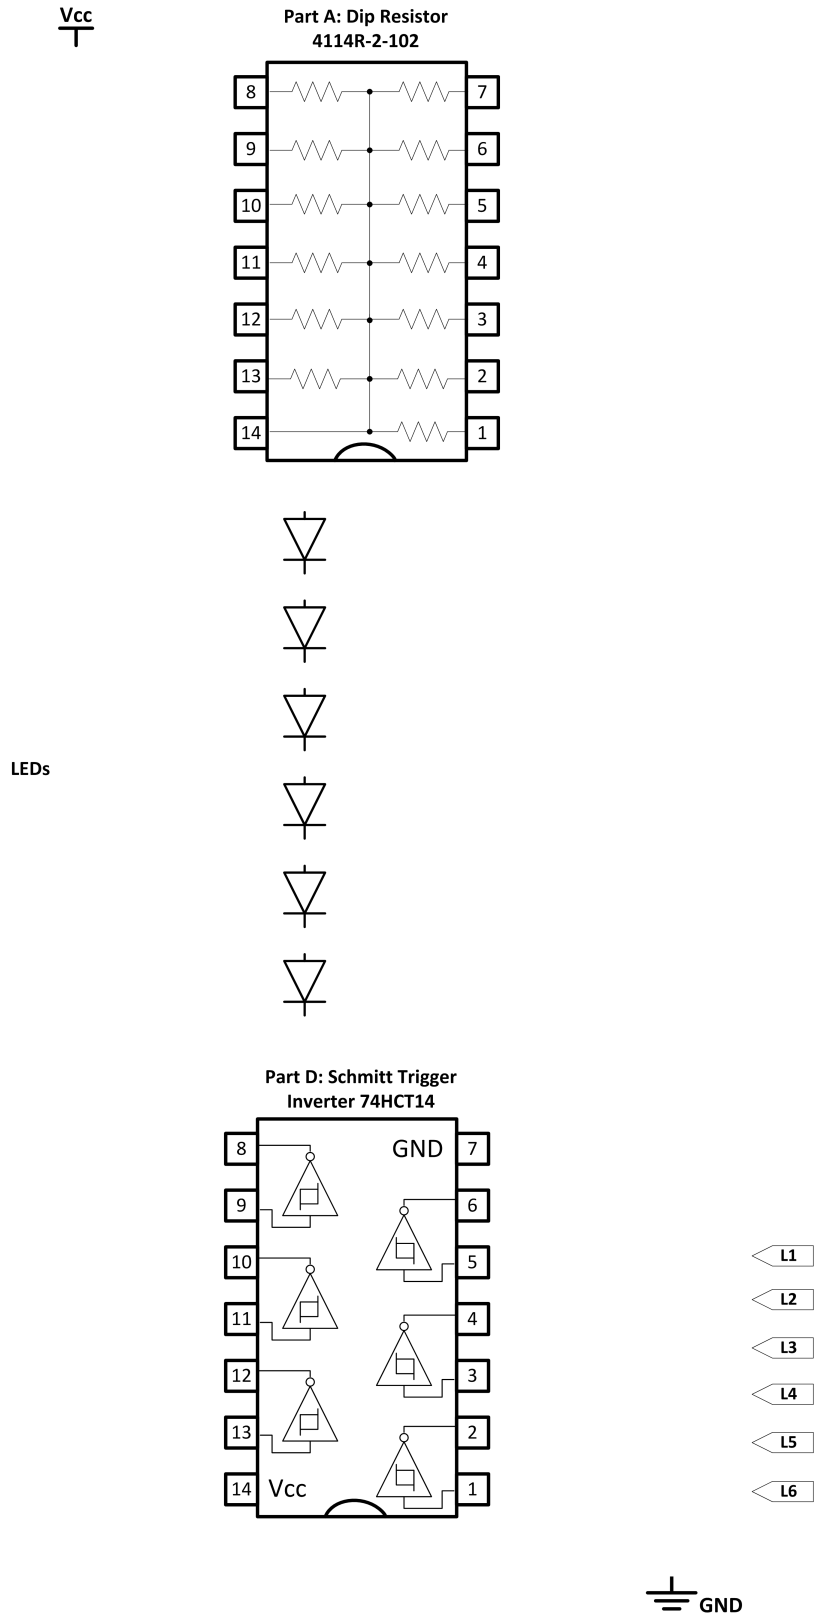 Vcc
Part A: Dip Resistor
4114R-2-102
8 7
9 6
10 5
11 4
12 3
13 2
14 1
LEDs
Part D: Schmitt Trigger
Inverter 74HCT14
8 GND 7
9 6
10 5
11 4
12 3
13 2
14 Vcc 1
L1
L2
L3
L4
L5
L6
GND